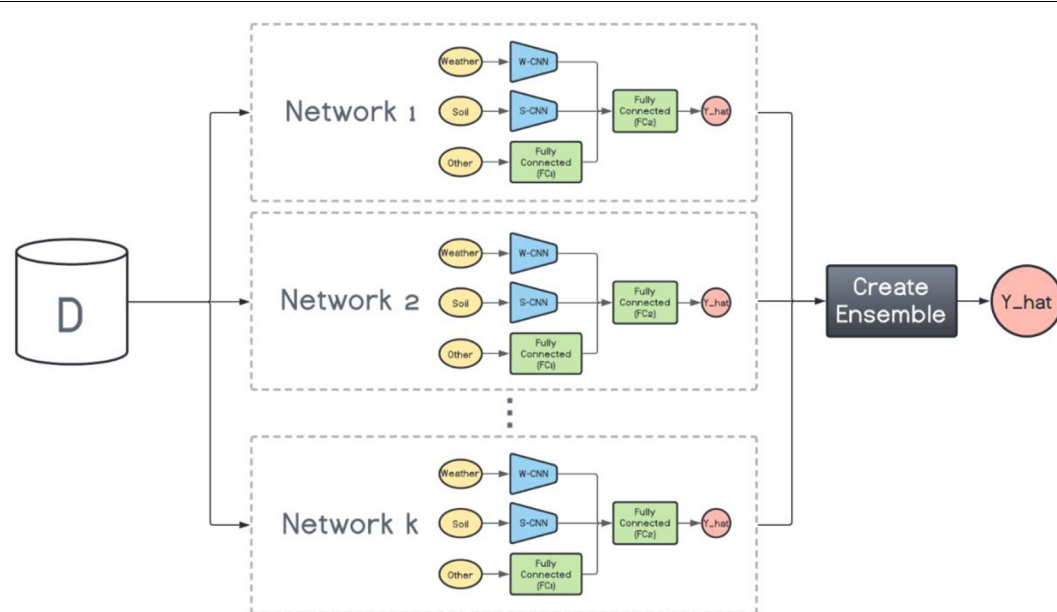 D
Network 1
Weather
W-CNN
Soil
S-CNN
Other
Fully
Connected
(FC1)
Fully
Connected
(FC2)
Y_hat
Network 2
Weather
W-CNN
Soil
S-CNN
Other
Fully
Connected
(FC1)
Fully
Connected
(FC2)
Y_hat
Network k
Weather
W-CNN
Soil
S-CNN
Other
Fully
Connected
(FC1)
Fully
Connected
(FC2)
Y_hat
Create
Ensemble
Y_hat